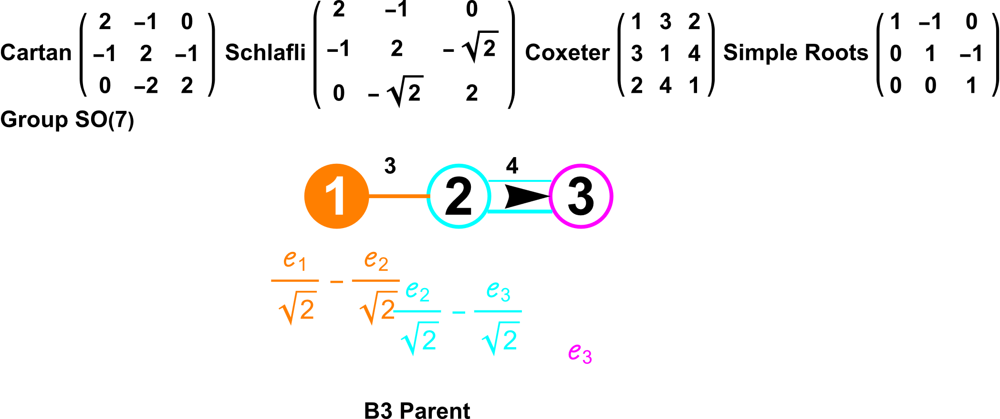 Cartan (2 –1 0 / –1 2 –1 / 0 –2 2) Schlafli (2 –1 0 / –1 2 –√2 / 0 –√2 2) Coxeter (1 3 2 / 3 1 4 / 2 4 1) Simple Roots (1 –1 0 / 0 1 –1 / 0 0 1)
Group SO(7)
3 4
1 2 3
e₁/√2 – e₂/√2
e₂/√2 – e₃/√2
e₃
B3 Parent